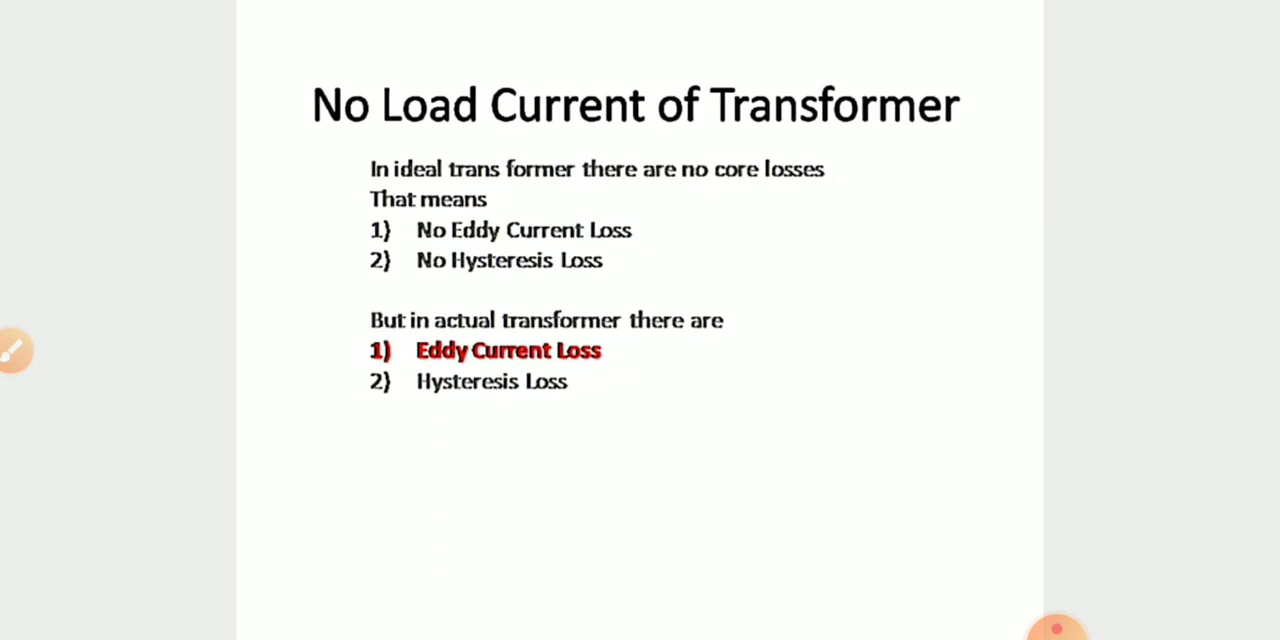 No Load Current of Transformer
In ideal trans former there are no core losses
That means
1) No Eddy Current Loss
2) No Hysteresis Loss
But in actual transformer there are
1) Eddy Current Loss
2) Hysteresis Loss